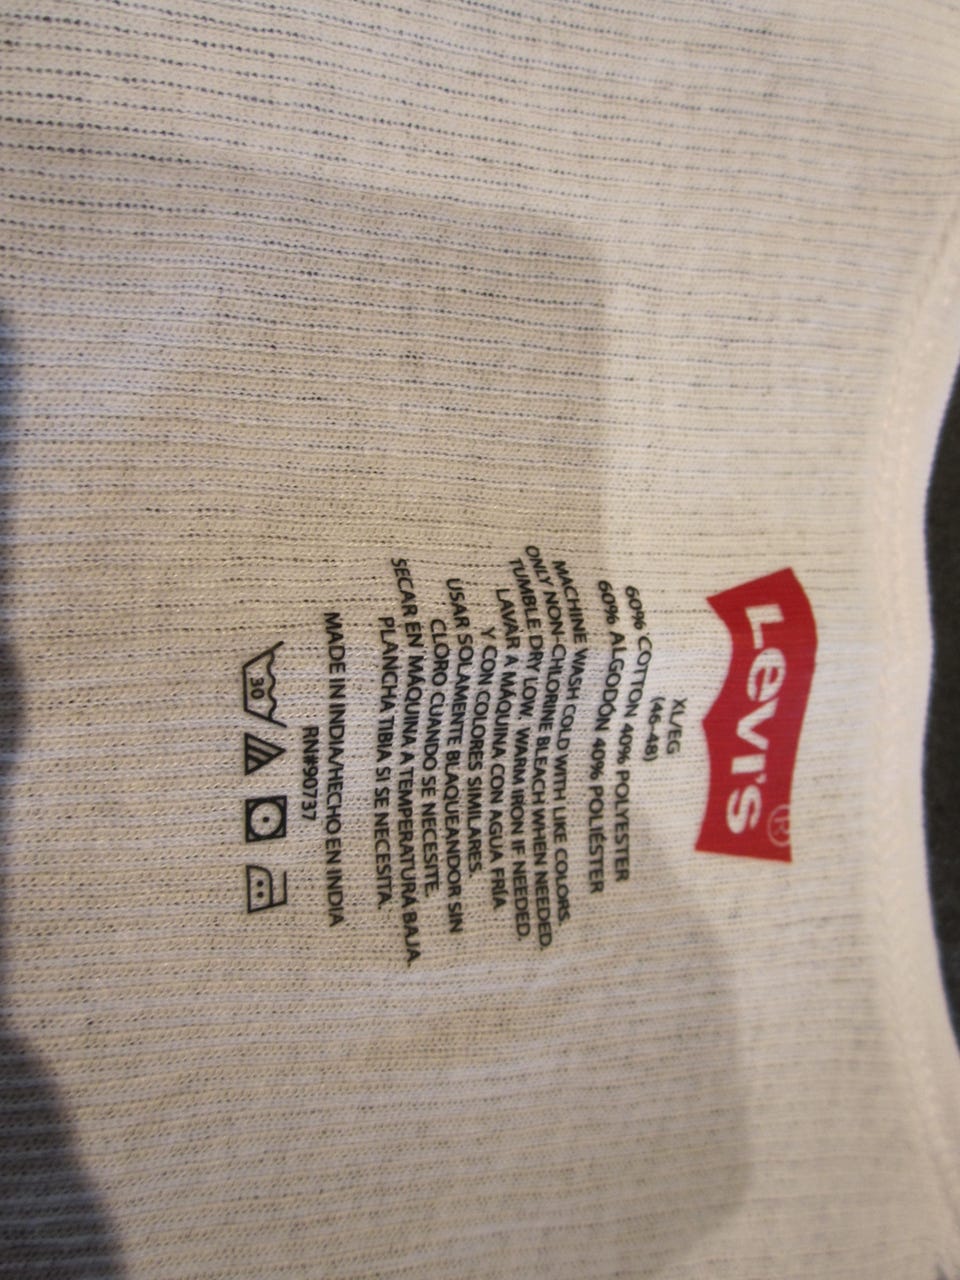 Levi's®
XL/EG
(46-48)
60% COTTON 40% POLYESTER
60% ALGODÓN 40% POLIÉSTER
MACHINE WASH COLD WITH LIKE COLORS.
ONLY NON-CHLORINE BLEACH WHEN NEEDED.
TUMBLE DRY LOW, WARM IRON IF NEEDED.
LAVAR A MÁQUINA CON AGUA FRÍA
Y CON COLORES SIMILARES.
USAR SOLAMENTE BLAQUEANDOR SIN
CLORO CUANDO SE NECESITE.
SECAR EN MÁQUINA A TEMPERATURA BAJA.
PLANCHA TIBIA SI SE NECESITA.
MADE IN INDIA/HECHO EN INDIA
RN#90737
30